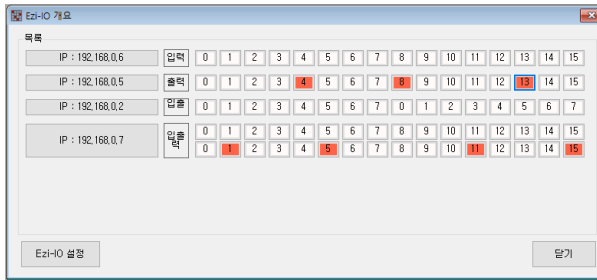 Ezi-IO 개요
목록
IP : 192,168,0,6 입력 0 1 2 3 4 5 6 7 8 9 10 11 12 13 14 15
IP : 192,168,0,5 출력 0 1 2 3 4 5 6 7 8 9 10 11 12 13 14 15
IP : 192,168,0,2 입출 0 1 2 3 4 5 6 7 0 1 2 3 4 5 6 7
0 1 2 3 4 5 6 7 8 9 10 11 12 13 14 15
IP : 192,168,0,7 입출력
0 1 2 3 4 5 6 7 8 9 10 11 12 13 14 15
Ezi-IO 설정 닫기